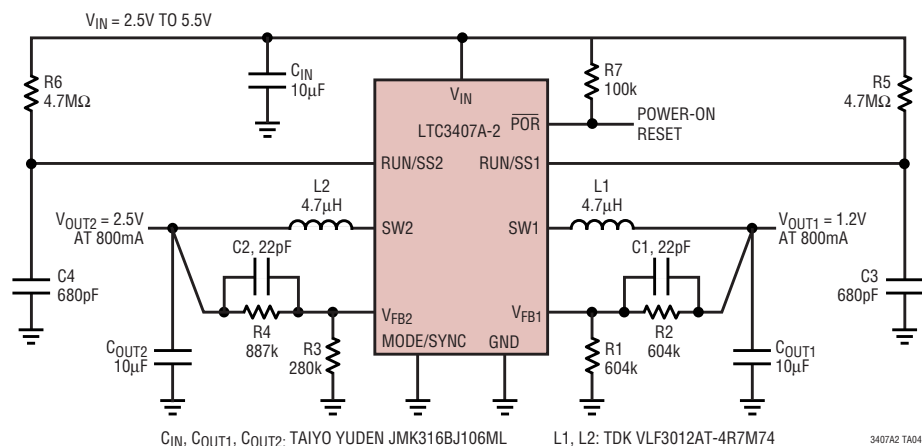 V_IN = 2.5V TO 5.5V
R6
4.7MΩ
C_IN
10µF
R7
100k
R5
4.7MΩ
V_IN
LTC3407A-2
P̅O̅R̅
POWER-ON
RESET
RUN/SS2
RUN/SS1
L2
4.7µH
L1
4.7µH
V_OUT2 = 2.5V
AT 800mA
SW2
SW1
V_OUT1 = 1.2V
AT 800mA
C2, 22pF
C1, 22pF
C4
680pF
C3
680pF
V_FB2
V_FB1
R4
887k
R2
604k
MODE/SYNC
GND
R3
280k
R1
604k
C_OUT2
10µF
C_OUT1
10µF
C_IN, C_OUT1, C_OUT2: TAIYO YUDEN JMK316BJ106ML
L1, L2: TDK VLF3012AT-4R7M74
3407A2 TA04